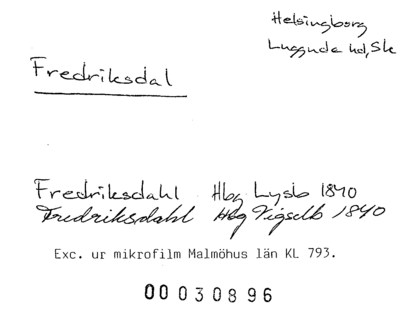 Helsingborg
Luggude hd, Sk
Fredriksdal
Fredriksdahl Hbg Lysb 1840
Fredriksdahl Hbg Vigselb 1840
Exc. ur mikrofilm Malmöhus län KL 793.
00030896